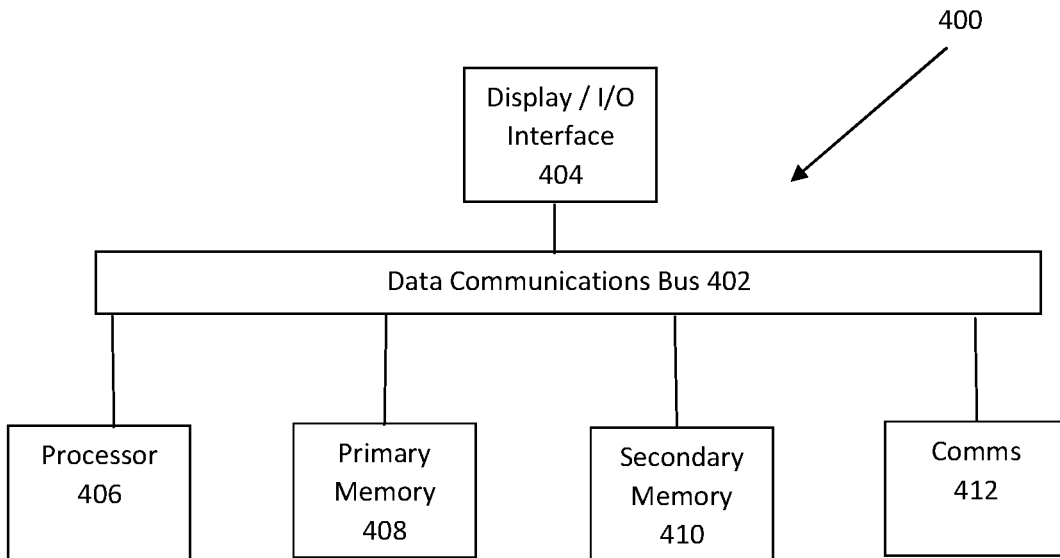 400
Display / I/O
Interface
404
Data Communications Bus 402
Processor
406
Primary
Memory
408
Secondary
Memory
410
Comms
412